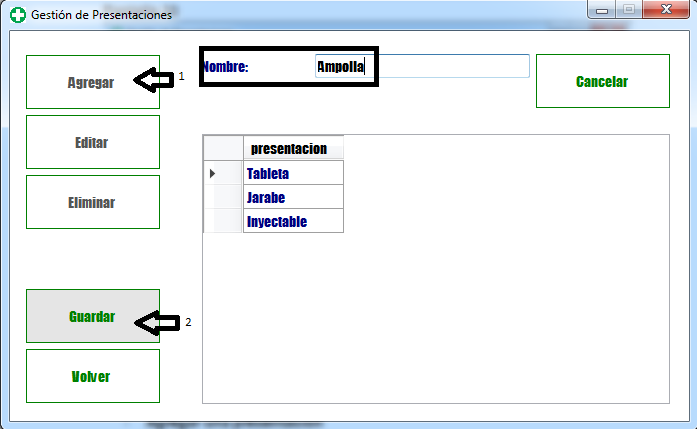 Gestión de Presentaciones
Agregar
1
Nombre:
Ampolla
Cancelar
Editar
Eliminar
presentacion
Tableta
Jarabe
Inyectable
Guardar
2
Volver